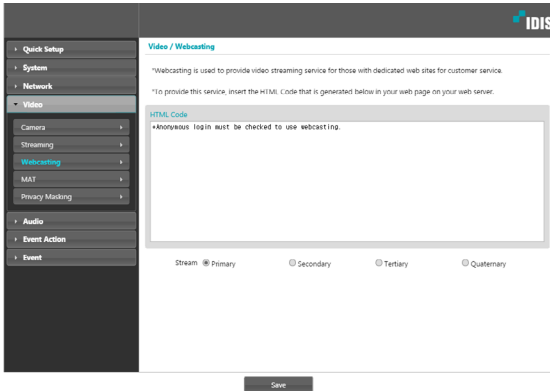 IDIS
Quick Setup
System
Network
Video
Camera
Streaming
Webcasting
MAT
Privacy Masking
Audio
Event Action
Event
Video / Webcasting
*Webcasting is used to provide video streaming service for those with dedicated web sites for customer service.
*To provide this service, insert the HTML Code that is generated below in your web page on your web server.
HTML Code
*Anonymous login must be checked to use webcasting.
Stream Primary Secondary Tertiary Quaternary
Save